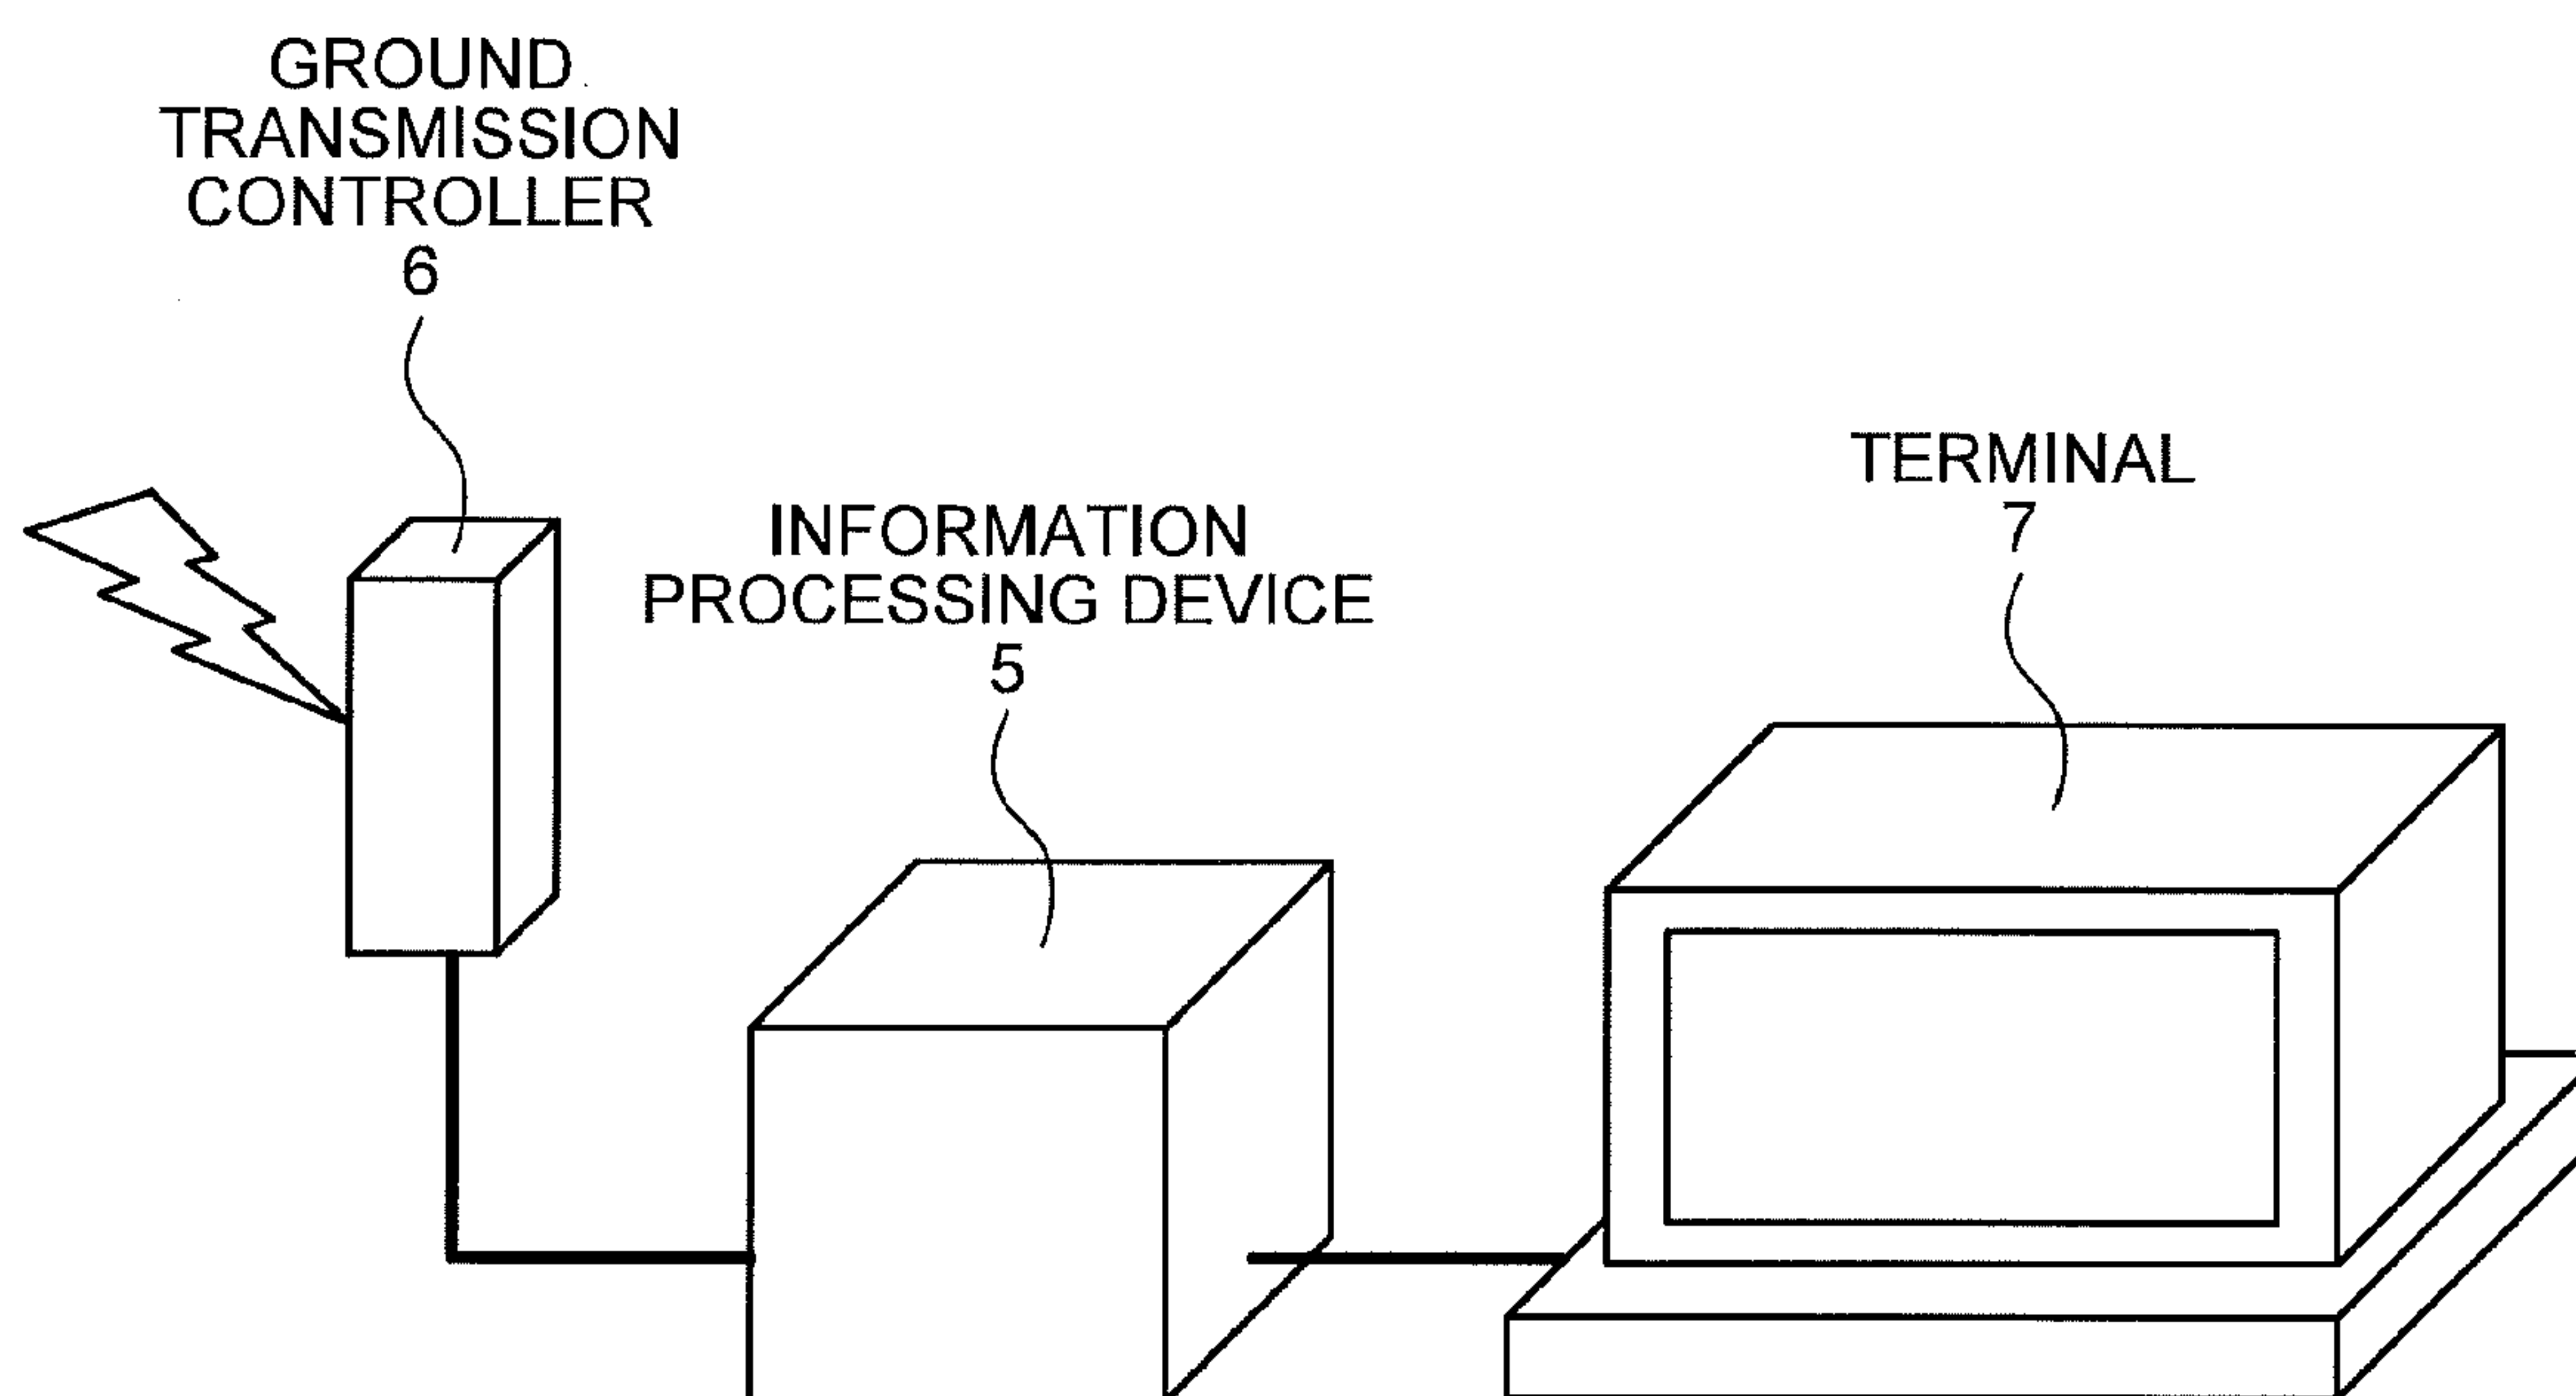 GROUND
TRANSMISSION
CONTROLLER
6
INFORMATION
PROCESSING DEVICE
5
TERMINAL
7